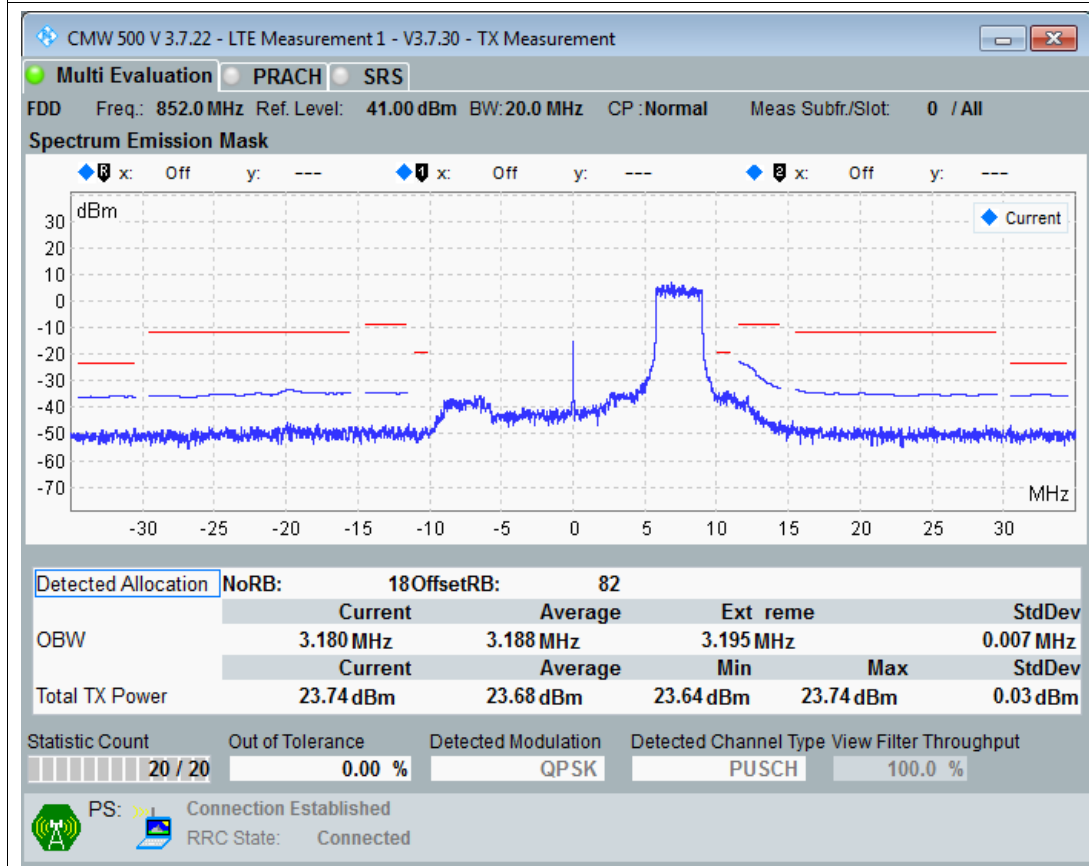 CMW 500 V 3.7.22 - LTE Measurement 1 - V3.7.30 - TX Measurement
Multi Evaluation PRACH SRS
FDD Freq.: 852.0 MHz Ref. Level: 41.00 dBm BW: 20.0 MHz CP : Normal Meas Subfr./Slot: 0 / All
Spectrum Emission Mask
R x: Off y: --- 1 x: Off y: --- 2 x: Off y: ---
dBm
Current
30
20
10
0
-10
-20
-30
-40
-50
-60
-70
MHz
-30 -25 -20 -15 -10 -5 0 5 10 15 20 25 30
Detected Allocation NoRB: 18 OffsetRB: 82
Current Average Ext reme StdDev
OBW 3.180 MHz 3.188 MHz 3.195 MHz 0.007 MHz
Current Average Min Max StdDev
Total TX Power 23.74 dBm 23.68 dBm 23.64 dBm 23.74 dBm 0.03 dBm
Statistic Count Out of Tolerance Detected Modulation Detected Channel Type View Filter Throughput
20 / 20 0.00 % QPSK PUSCH 100.0 %
PS: Connection Established
RRC State: Connected